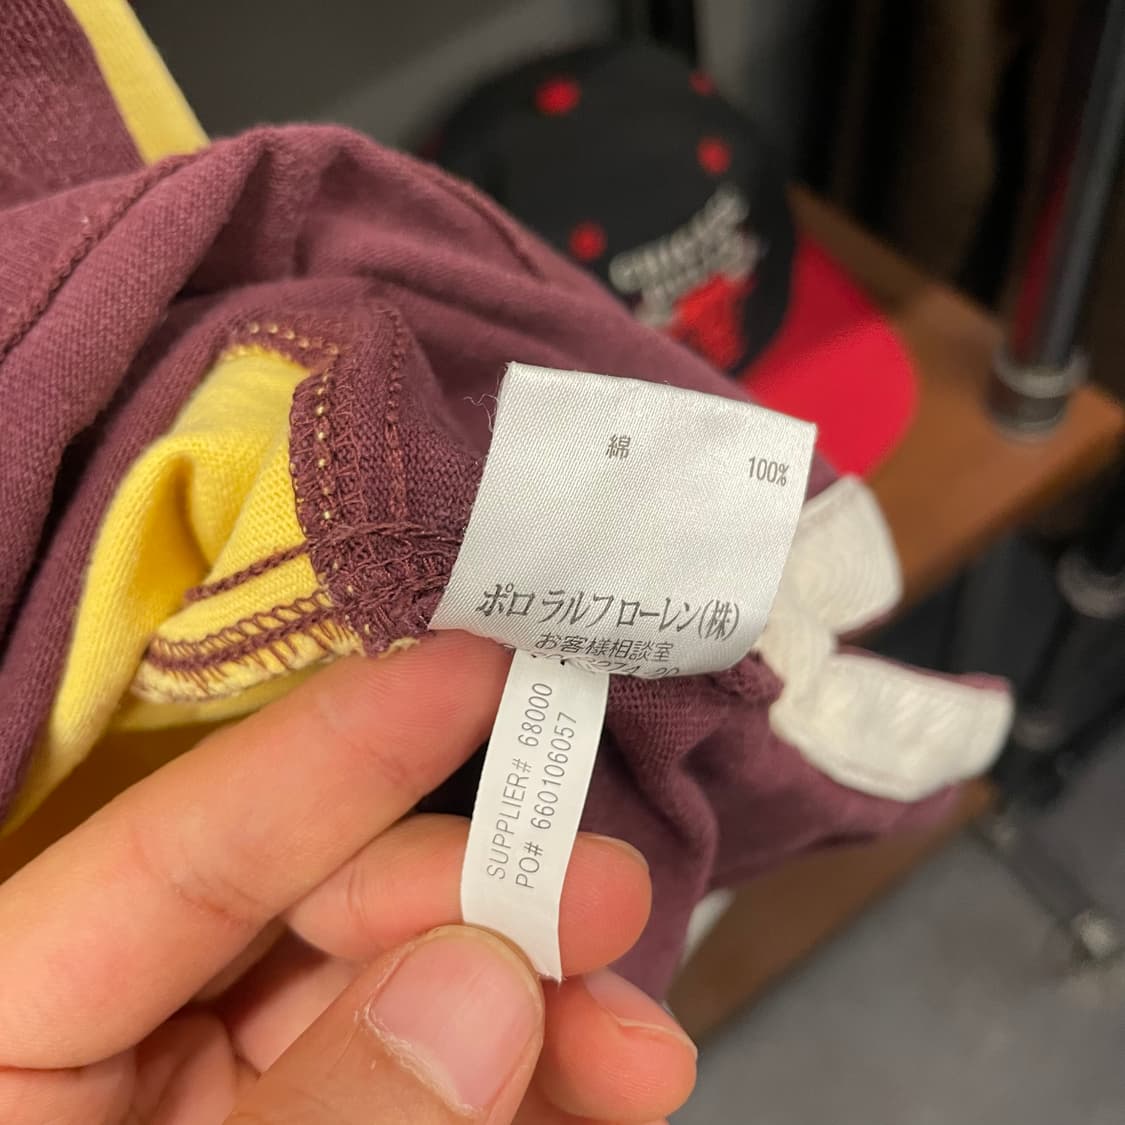 綿 100%
ポロ ラルフ ローレン(株)
お客様相談室
SUPPLIER# 68000
PO# 660106057